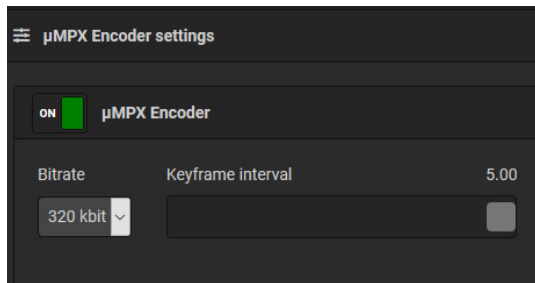 µMPX Encoder settings
ON µMPX Encoder
Bitrate Keyframe interval 5.00
320 kbit